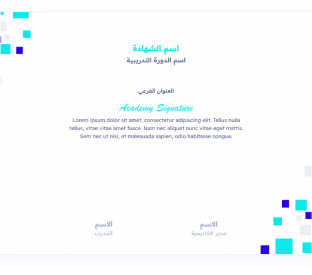 اسم الشهادة
اسم الدورة التدريبية
العنوان الفرعي
Academy Signature
Lorem ipsum dolor sit amet, consectetur adipiscing elit. Tellus nulla
tellus, vitae vitae amet fusce. Nam nec aliquet nunc vitae eget mattis.
Sem nec ut nisi, et malesuada sapien, odio habitasse congue.
الاسم
الاسم
مدير الاكاديمية
المدرب